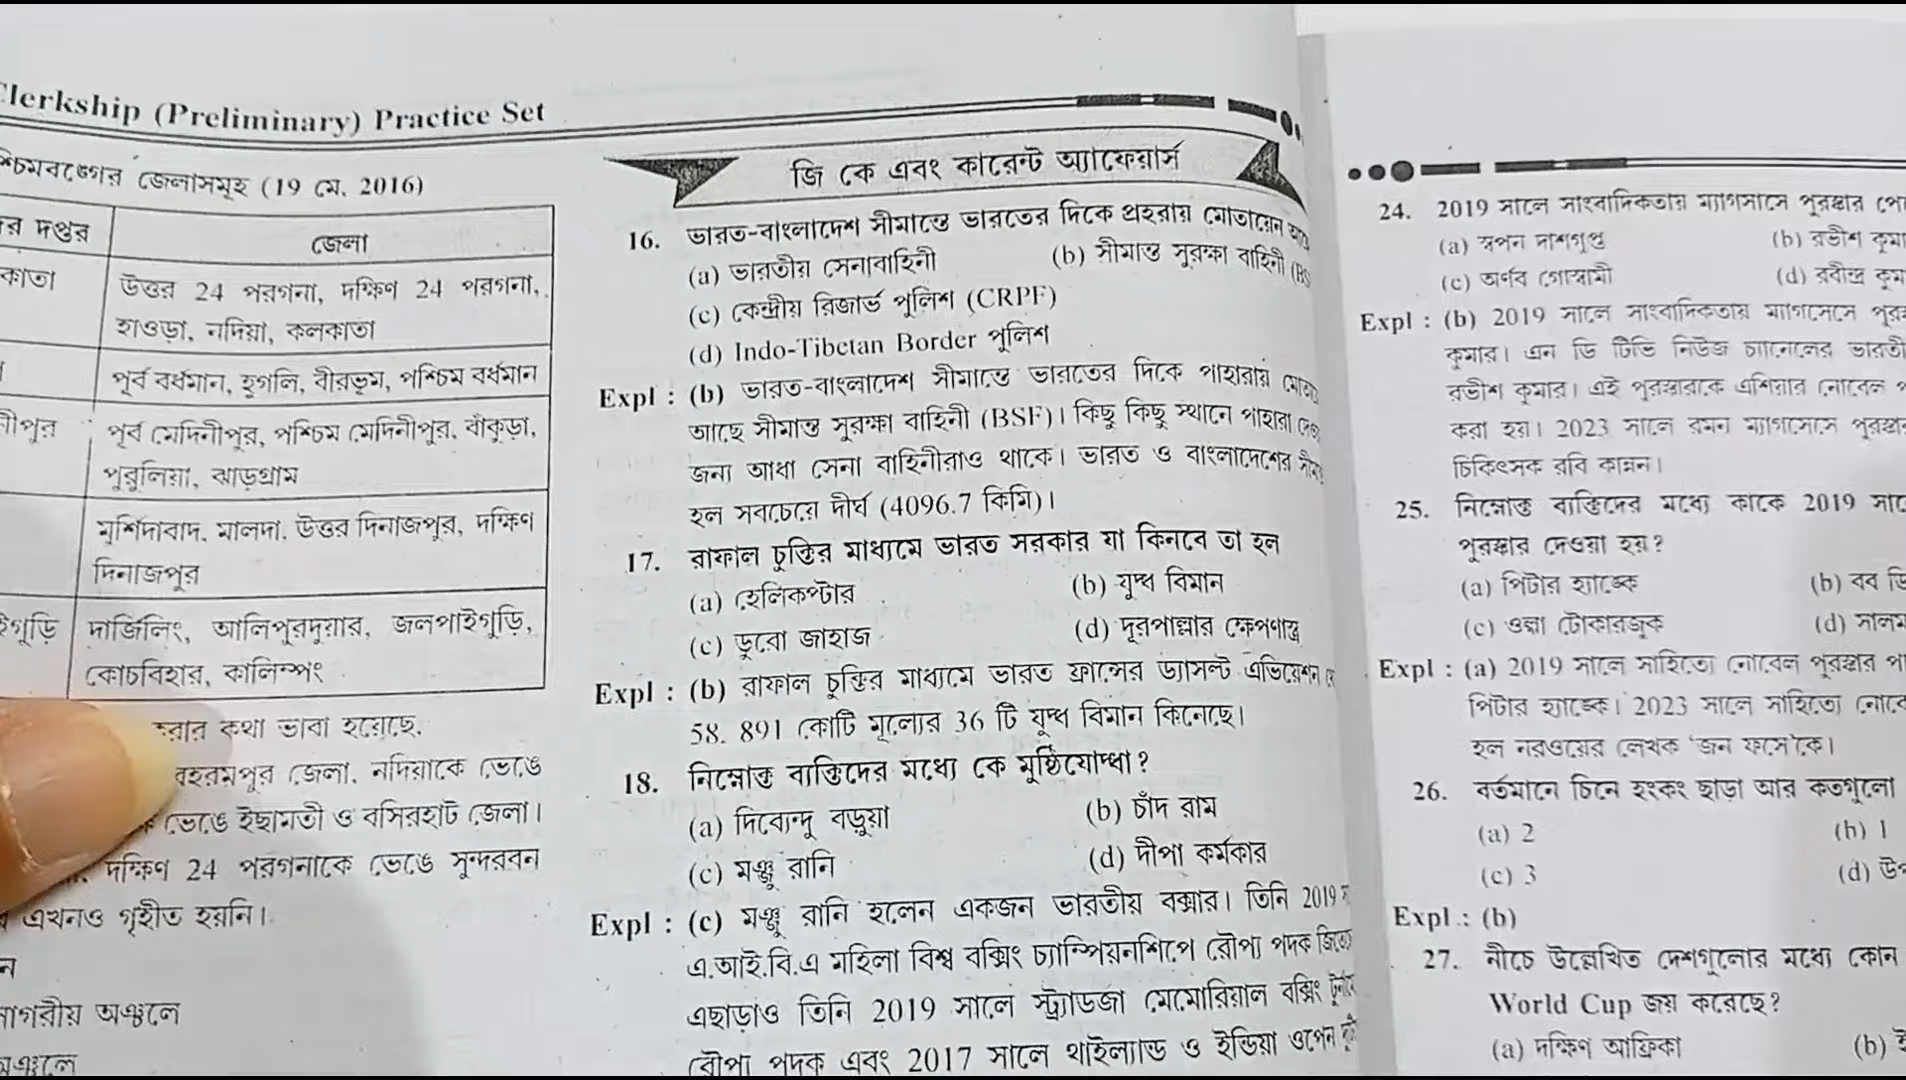 Clerkship (Preliminary) Practice Set
জেলাসমূহ (19 মে, 2016)
দপ্তর
জেলা
উত্তর 24 পরগনা, দক্ষিণ 24 পরগনা,
হাওড়া, নদিয়া, কলকাতা
পূর্ব বর্ধমান, হুগলি, বীরভূম, পশ্চিম বর্ধমান
পূর্ব মেদিনীপুর, পশ্চিম মেদিনীপুর, বাঁকুড়া,
পুরুলিয়া, ঝাড়গ্রাম
মুর্শিদাবাদ, মালদা, উত্তর দিনাজপুর, দক্ষিণ
দিনাজপুর
দার্জিলিং, আলিপুরদুয়ার, জলপাইগুড়ি,
কোচবিহার, কালিম্পং
কথা ভাবা হয়েছে.
বহরমপুর জেলা, নদিয়াকে ভেঙে
ভেঙে ইছামতী ও বসিরহাট জেলা।
দক্ষিণ 24 পরগনাকে ভেঙে সুন্দরবন
এখনও গৃহীত হয়নি।
অঞ্চলে
জি কে এবং কারেন্ট অ্যাফেয়ার্স
16. ভারত-বাংলাদেশ সীমান্তে ভারতের দিকে প্রহরায় মোতায়েন
(a) ভারতীয় সেনাবাহিনী (b) সীমান্ত সুরক্ষা বাহিনী
(c) কেন্দ্রীয় রিজার্ভ পুলিশ (CRPF)
(d) Indo-Tibetan Border পুলিশ
Expl : (b) ভারত-বাংলাদেশ সীমান্তে ভারতের দিকে পাহারায়
আছে সীমান্ত সুরক্ষা বাহিনী (BSF)। কিছু কিছু স্থানে পাহারা
জন্য আধা সেনা বাহিনীরাও থাকে। ভারত ও বাংলাদেশের
হল সবচেয়ে দীর্ঘ (4096.7 কিমি)।
17. রাফাল চুক্তির মাধ্যমে ভারত সরকার যা কিনবে তা হল
(a) হেলিকপ্টার (b) যুদ্ধ বিমান
(c) ডুবো জাহাজ (d) দূরপাল্লার ক্ষেপণাস্ত্র
Expl : (b) রাফাল চুক্তির মাধ্যমে ভারত ফ্রান্সের ড্যাসল্ট এভিয়েশন
58. 891 কোটি মূল্যের 36 টি যুদ্ধ বিমান কিনেছে।
18. নিম্নোক্ত ব্যক্তিদের মধ্যে কে মুষ্ঠিযোদ্ধা?
(a) দিব্যেন্দু বড়ুয়া (b) চাঁদ রাম
(c) মঞ্জু রানি (d) দীপা কর্মকার
Expl : (c) মঞ্জু রানি হলেন একজন ভারতীয় বক্সার। তিনি 2019
এ.আই.বি.এ মহিলা বিশ্ব বক্সিং চ্যাম্পিয়নশিপে রৌপ্য পদক
এছাড়াও তিনি 2019 সালে স্ট্র্যান্ডজা মেমোরিয়াল বক্সিং
রৌপ্য পদক এবং 2017 সালে থাইল্যান্ড ও ইন্ডিয়া ওপেন
24. 2019 সালে সাংবাদিকতায় ম্যাগসাসে পুরস্কার
(a) স্বপন দাশগুপ্ত (b) রভীশ
(c) অর্ণব গোস্বামী (d) রবীন্দ্র
Expl : (b) 2019 সালে সাংবাদিকতায় ম্যাগসেসে
কুমার। এন ডি টিভি নিউজ চ্যানেলের
রভীশ কুমার। এই পুরস্কারকে এশিয়ার নোবেল
করা হয়। 2023 সালে রমন ম্যাগসেসে
চিকিৎসক রবি কান্নন।
25. নিম্নোক্ত ব্যক্তিদের মধ্যে কাকে 2019
পুরস্কার দেওয়া হয়?
(a) পিটার হ্যান্ডেক (b) বব
(c) ওল্গা টোকারজুক (d)
Expl : (a) 2019 সালে সাহিত্যে নোবেল পুরস্কার
পিটার হ্যান্ডেক। 2023 সালে সাহিত্যে
হল নরওয়ের লেখক 'জন ফসে'কে।
26. বর্তমানে চিনে হংকং ছাড়া আর কতগুলো
(a) 2 (b) 1
(c) 3 (d)
Expl.: (b)
27. নীচে উল্লেখিত দেশগুলোর মধ্যে কোন
World Cup জয় করেছে?
(a) দক্ষিণ আফ্রিকা (b)